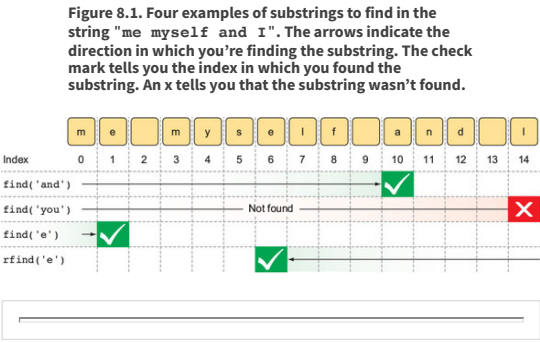 Figure 8.1. Four examples of substrings to find in the
string "me myself and I". The arrows indicate the
direction in which you're finding the substring. The check
mark tells you the index in which you found the
substring. An x tells you that the substring wasn't found.
m e m y s e l f a n d I
Index 0 1 2 3 4 5 6 7 8 9 10 11 12 13 14
find('and')
find('you') Not found
find('e')
rfind('e')